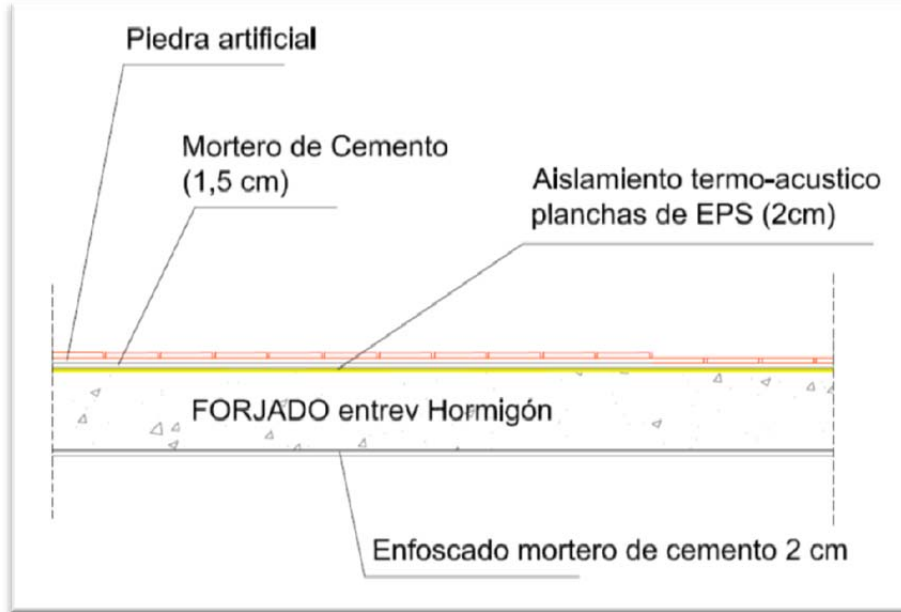 Piedra artificial
Mortero de Cemento
(1,5 cm)
Aislamiento termo-acustico
planchas de EPS (2cm)
FORJADO entrev Hormigón
Enfoscado mortero de cemento 2 cm